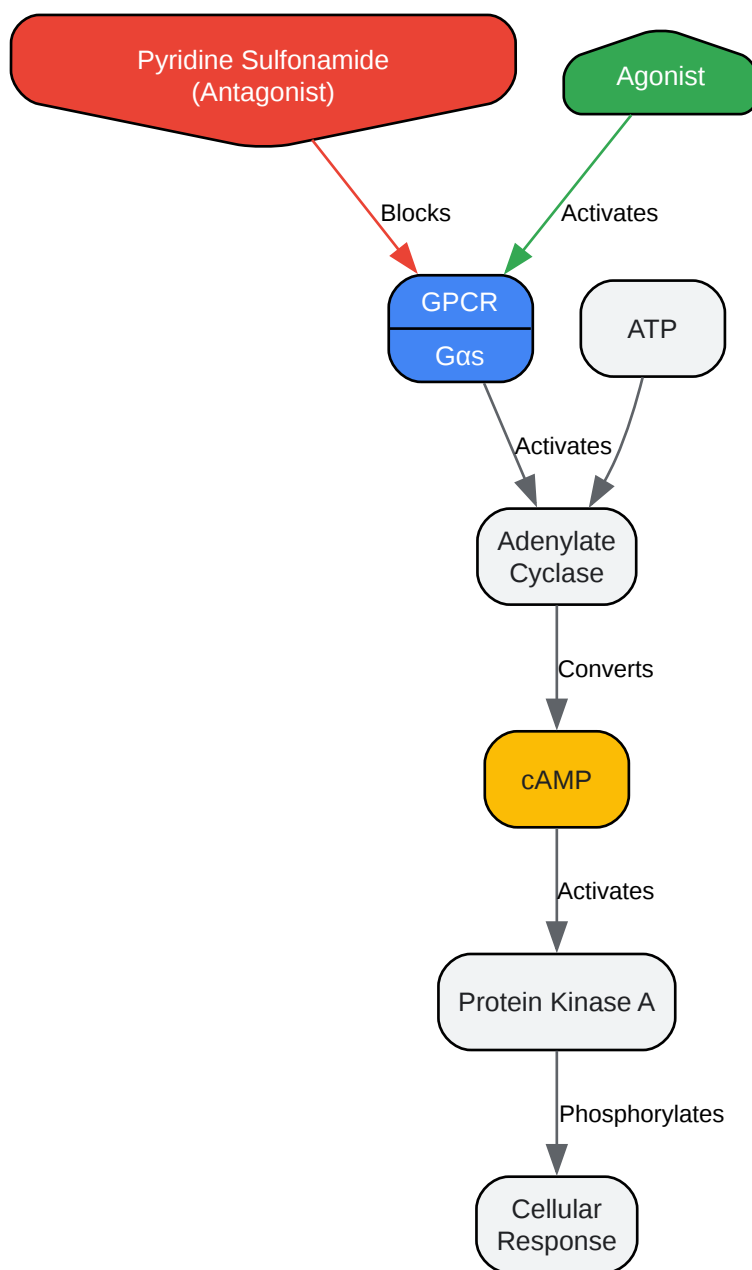 Pyridine Sulfonamide
(Antagonist)
Agonist
Blocks
Activates
GPCR
Gαs
ATP
Activates
Adenylate
Cyclase
Converts
cAMP
Activates
Protein Kinase A
Phosphorylates
Cellular
Response